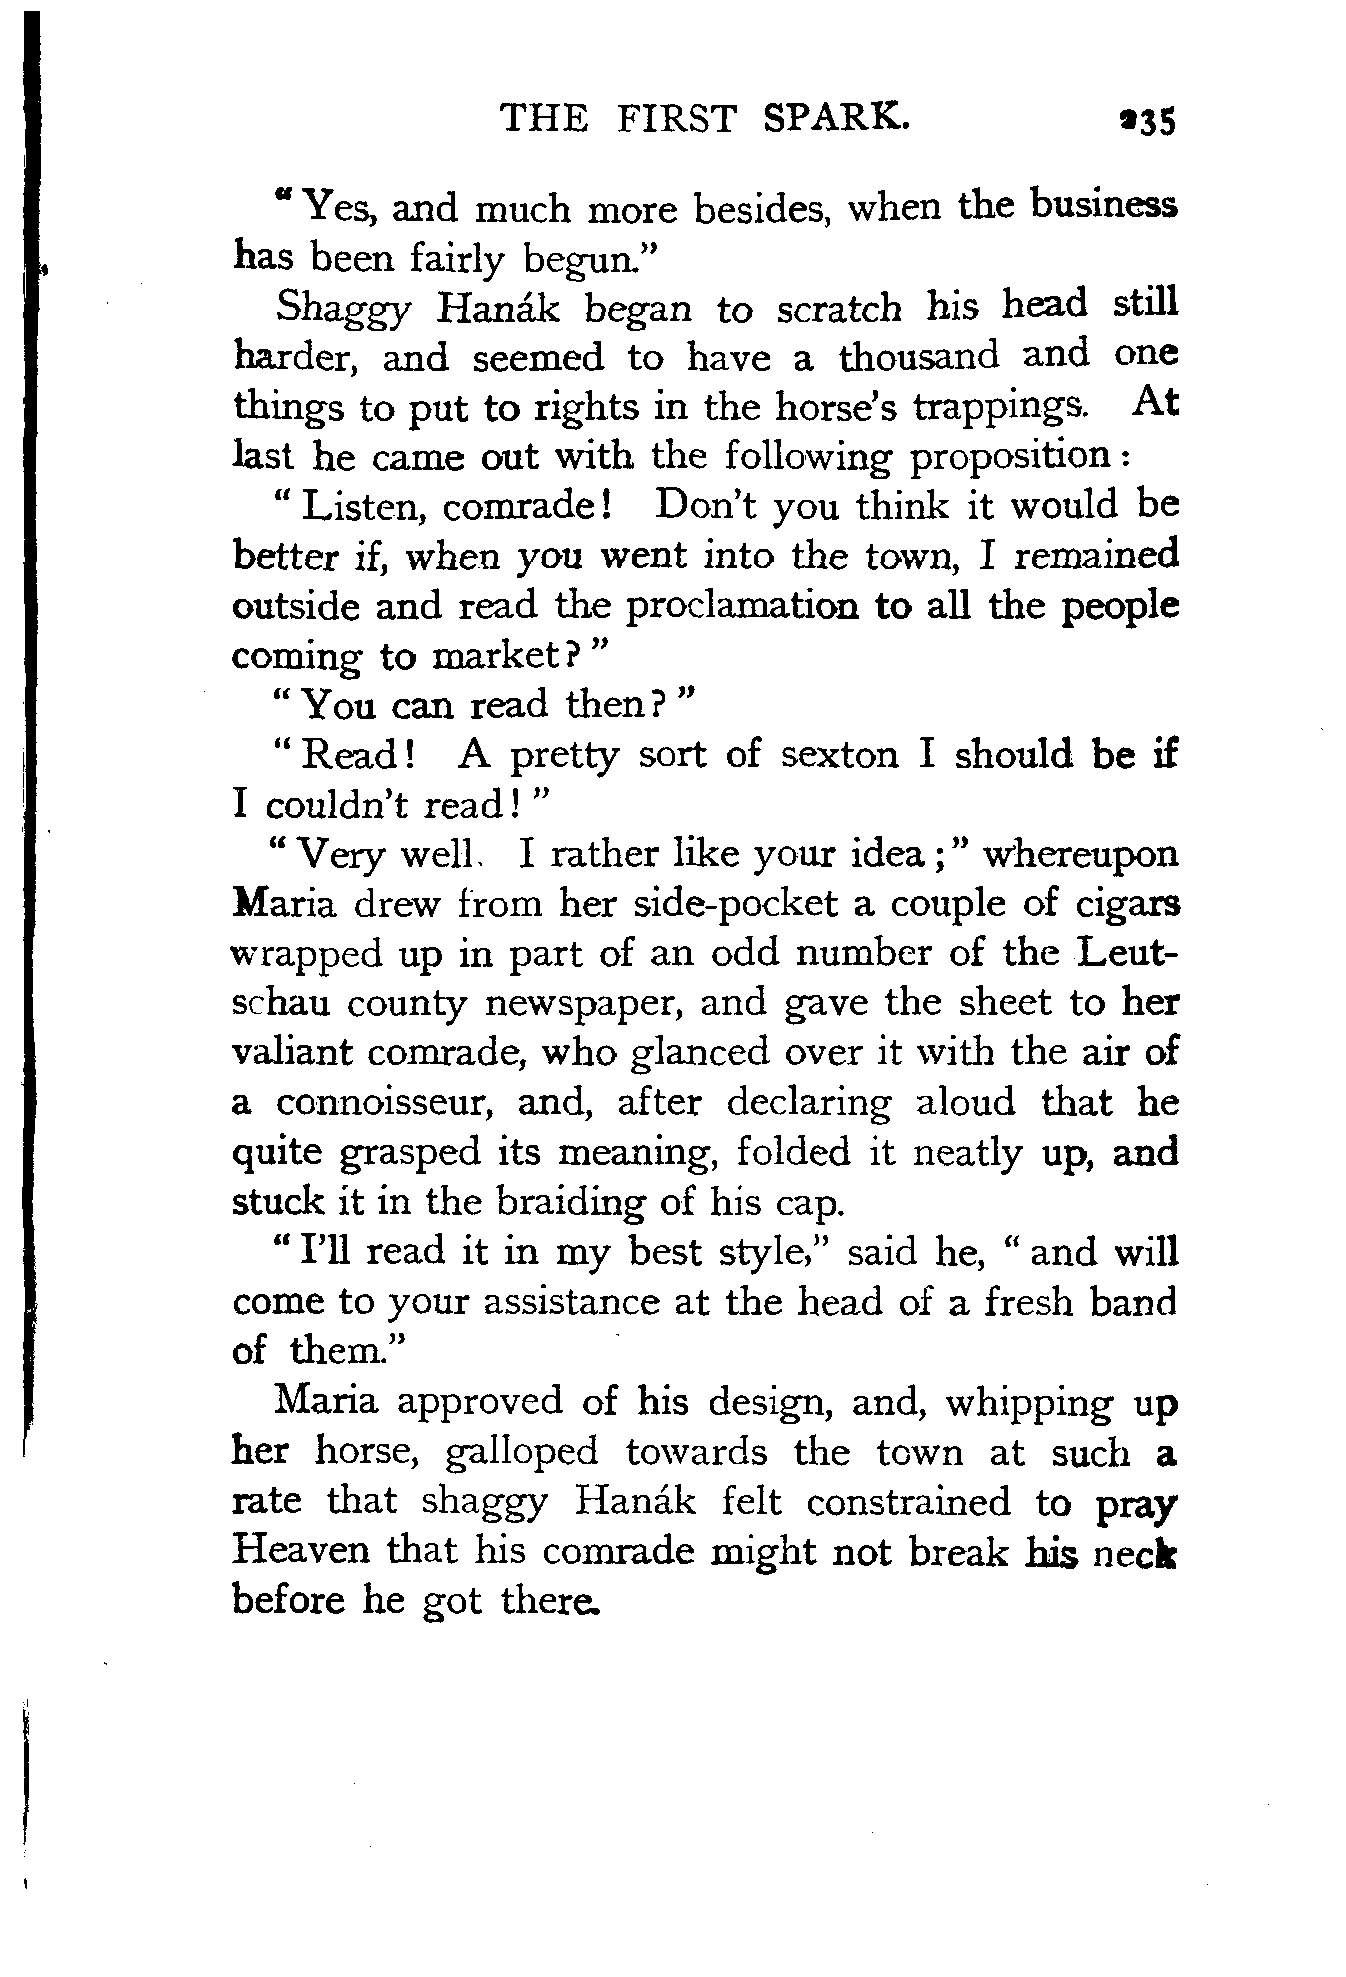 THE FIRST SPARK. 235
“Yes, and much more besides, when the business
has been fairly begun.”
Shaggy Hanák began to scratch his head still
harder, and seemed to have a thousand and one
things to put to rights in the horse’s trappings. At
last he came out with the following proposition:
“Listen, comrade! Don’t you think it would be
better if, when you went into the town, I remained
outside and read the proclamation to all the people
coming to market?”
“You can read then?”
“Read! A pretty sort of sexton I should be if
I couldn’t read!”
“Very well. I rather like your idea;” whereupon
Maria drew from her side-pocket a couple of cigars
wrapped up in part of an odd number of the Leut-
schau county newspaper, and gave the sheet to her
valiant comrade, who glanced over it with the air of
a connoisseur, and, after declaring aloud that he
quite grasped its meaning, folded it neatly up, and
stuck it in the braiding of his cap.
“I’ll read it in my best style,” said he, “and will
come to your assistance at the head of a fresh band
of them.”
Maria approved of his design, and, whipping up
her horse, galloped towards the town at such a
rate that shaggy Hanák felt constrained to pray
Heaven that his comrade might not break his neck
before he got there.